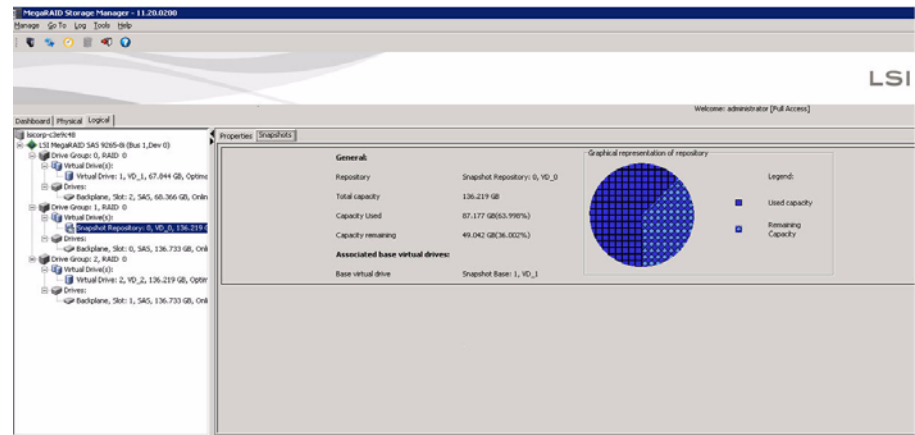 MegaRAID Storage Manager - 11.20.0200
Manage Go To Log Tools Help
LSI
Welcome: administrator [Full Access]
Dashboard Physical Logical
LSI MegaRAID SAS 9265-8i (Bus 1,Dev 0)
Drive Group: 0, RAID 0
Virtual Drive(s):
Virtual Drive: 1, VD_1, 67.844 GB, Optima
Drives:
Backplane, Slot: 2, SAS, 68.366 GB, Onlin
Drive Group: 1, RAID 0
Virtual Drive(s):
Snapshot Repository: 0, VD_0, 136.219 G
Drives:
Backplane, Slot: 0, SAS, 136.733 GB, Onli
Drive Group: 2, RAID 0
Virtual Drive(s):
Virtual Drive: 2, VD_2, 136.219 GB, Optim
Drives:
Backplane, Slot: 1, SAS, 136.733 GB, Onli
Properties Snapshots
General:
Repository Snapshot Repository: 0, VD_0
Total capacity 136.219 GB
Capacity Used 87.177 GB(63.998%)
Capacity remaining 49.042 GB(36.002%)
Associated base virtual drives:
Base virtual drive Snapshot Base: 1, VD_1
Graphical representation of repository
Legend:
Used capacity
Remaining
Capacity